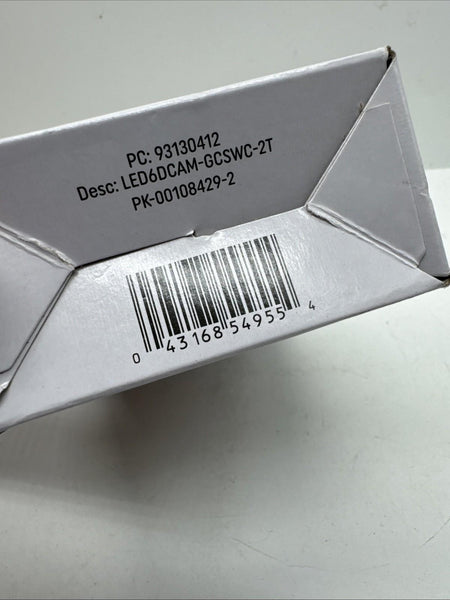 PC: 93130412
Desc: LED6DCAM-GCSWC-2T
PK-00108429-2
0 43168 54955 4